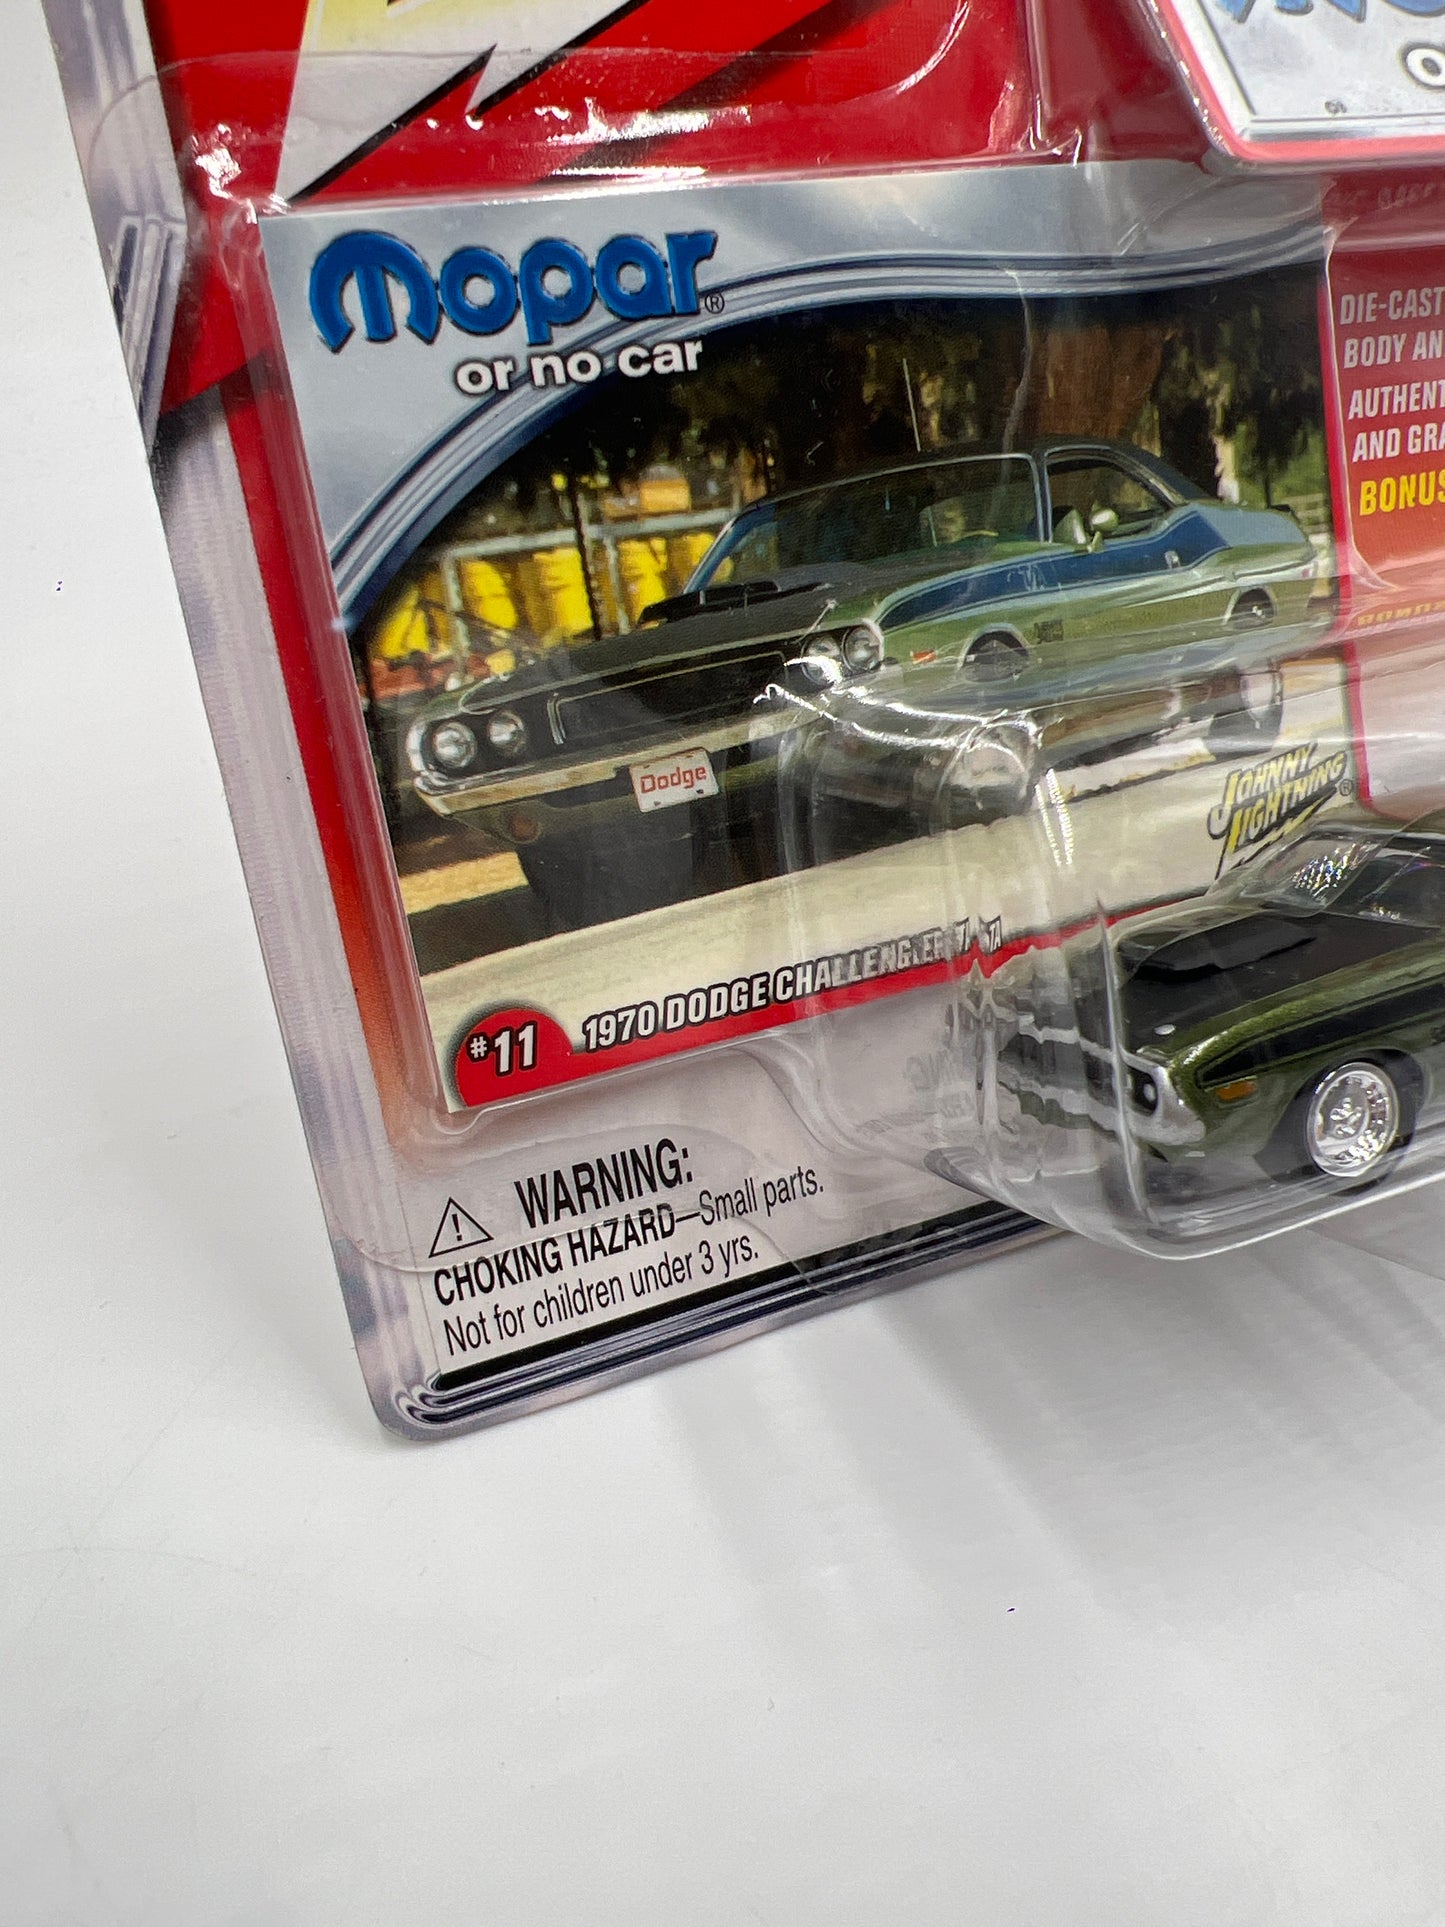 Mopar®
or no car
DIE-CAST
BODY AN
AUTHENT
AND GRA
BONUS
Dodge
JOHNNY
LIGHTNING®
#11
1970 DODGE CHALLENGER T/A
WARNING:
CHOKING HAZARD—Small parts.
Not for children under 3 yrs.